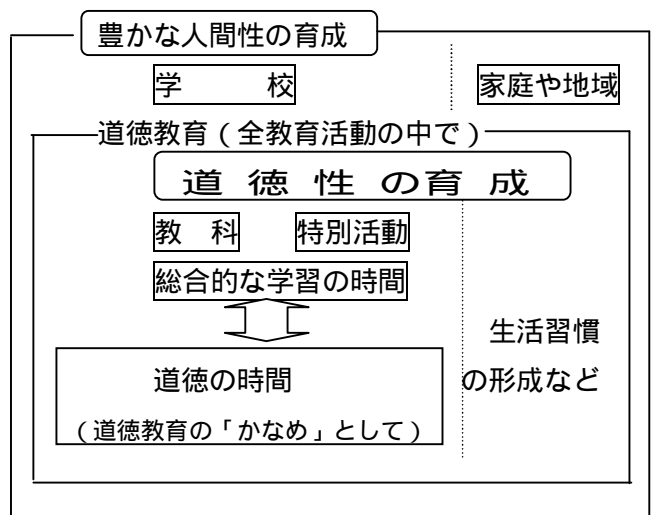 豊かな人間性の育成
学　　　校　　家庭や地域
道徳教育（全教育活動の中で）
道 徳 性 の 育 成
教　科　　特別活動
総合的な学習の時間
生活習慣
の形成など
道徳の時間
（道徳教育の「かなめ」として）